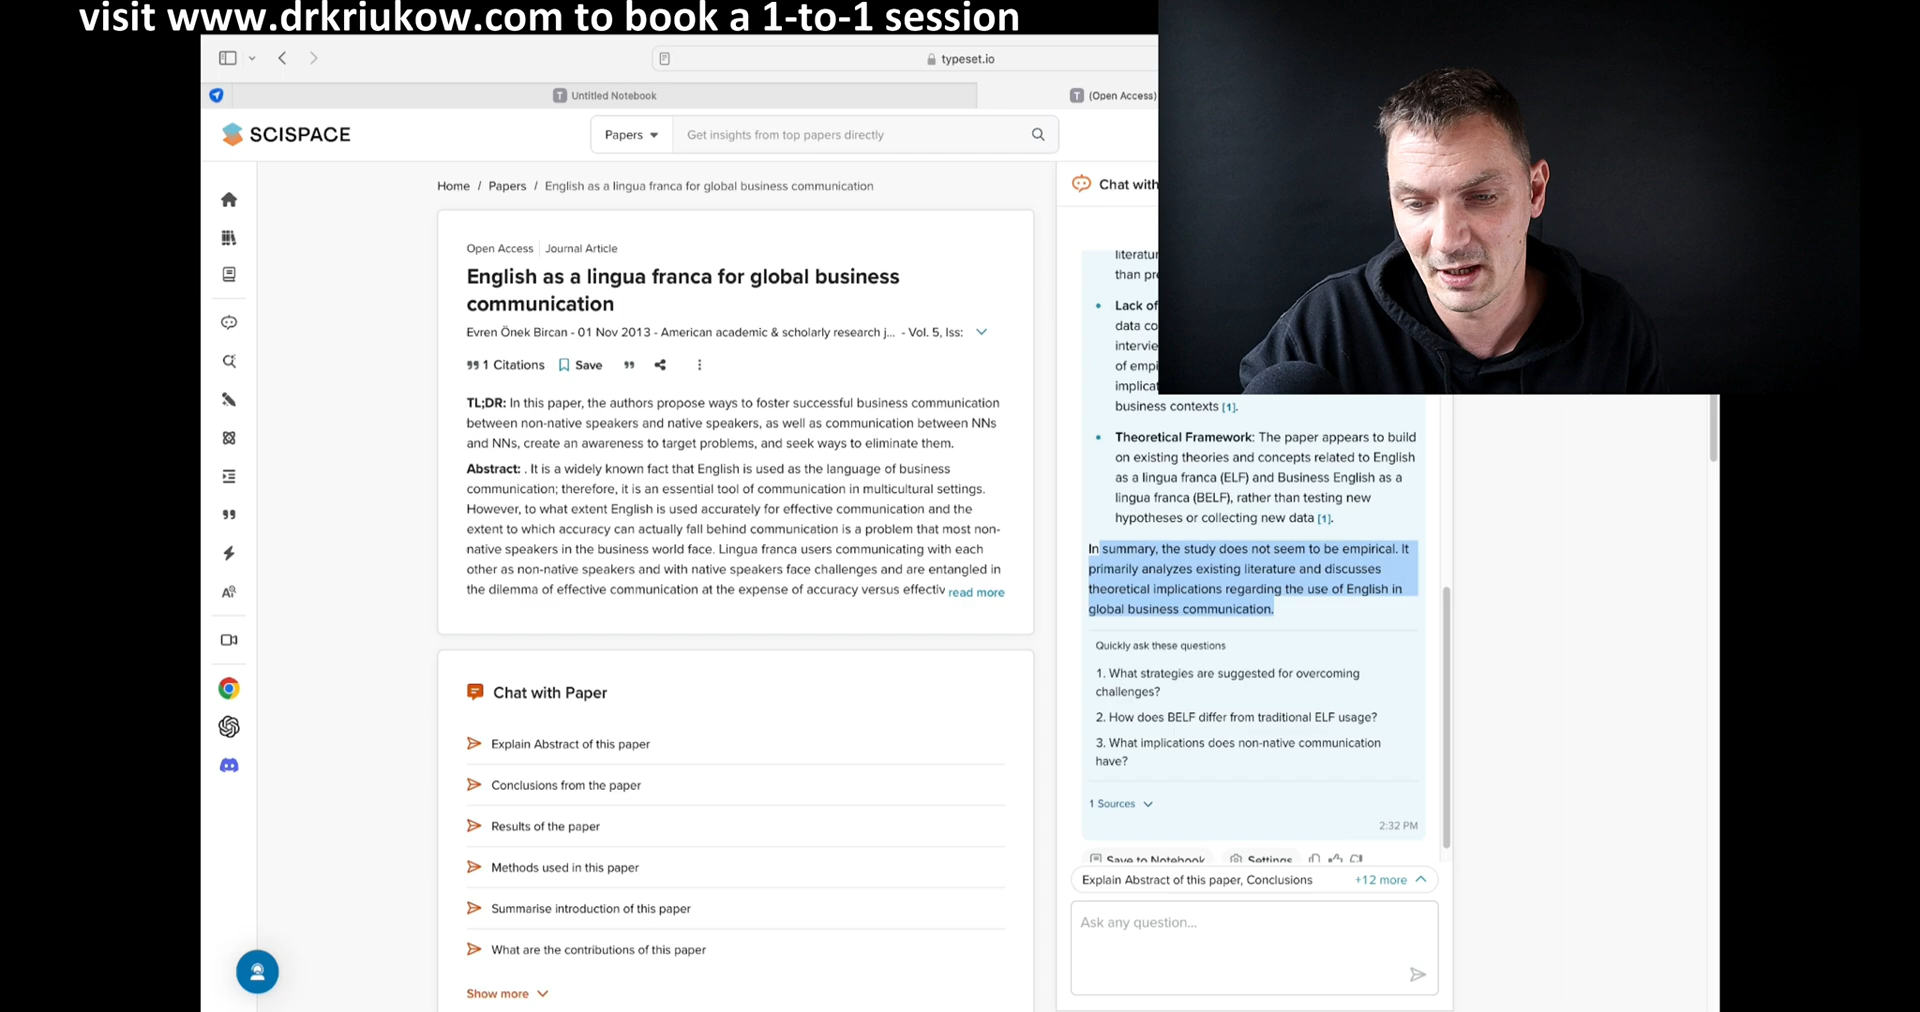 visit www.drkriukow.com to book a 1-to-1 session
typeset.io
Untitled Notebook
(Open Access)
SCISPACE
Papers
Get insights from top papers directly
Home / Papers / English as a lingua franca for global business communication
Open Access
Journal Article
English as a lingua franca for global business
communication
Evren Önek Bircan - 01 Nov 2013 - American academic & scholarly research j... - Vol. 5, Iss:
1 Citations
Save
TL;DR: In this paper, the authors propose ways to foster successful business communication
between non-native speakers and native speakers, as well as communication between NNs
and NNs, create an awareness to target problems, and seek ways to eliminate them.
Abstract: . It is a widely known fact that English is used as the language of business
communication; therefore, it is an essential tool of communication in multicultural settings.
However, to what extent English is used accurately for effective communication and the
extent to which accuracy can actually fall behind communication is a problem that most non-
native speakers in the business world face. Lingua franca users communicating with each
other as non-native speakers and with native speakers face challenges and are entangled in
the dilemma of effective communication at the expense of accuracy versus effectiv read more
Chat with Paper
Explain Abstract of this paper
Conclusions from the paper
Results of the paper
Methods used in this paper
Summarise introduction of this paper
What are the contributions of this paper
Show more
Chat with
literatur
than pre
Lack of
data co
intervie
of empi
implicat
business contexts [1].
Theoretical Framework: The paper appears to build
on existing theories and concepts related to English
as a lingua franca (ELF) and Business English as a
lingua franca (BELF), rather than testing new
hypotheses or collecting new data [1].
In summary, the study does not seem to be empirical. It
primarily analyzes existing literature and discusses
theoretical implications regarding the use of English in
global business communication.
Quickly ask these questions
1. What strategies are suggested for overcoming
challenges?
2. How does BELF differ from traditional ELF usage?
3. What implications does non-native communication
have?
1 Sources
2:32 PM
Save to Notebook
Settings
Explain Abstract of this paper, Conclusions
+12 more
Ask any question...